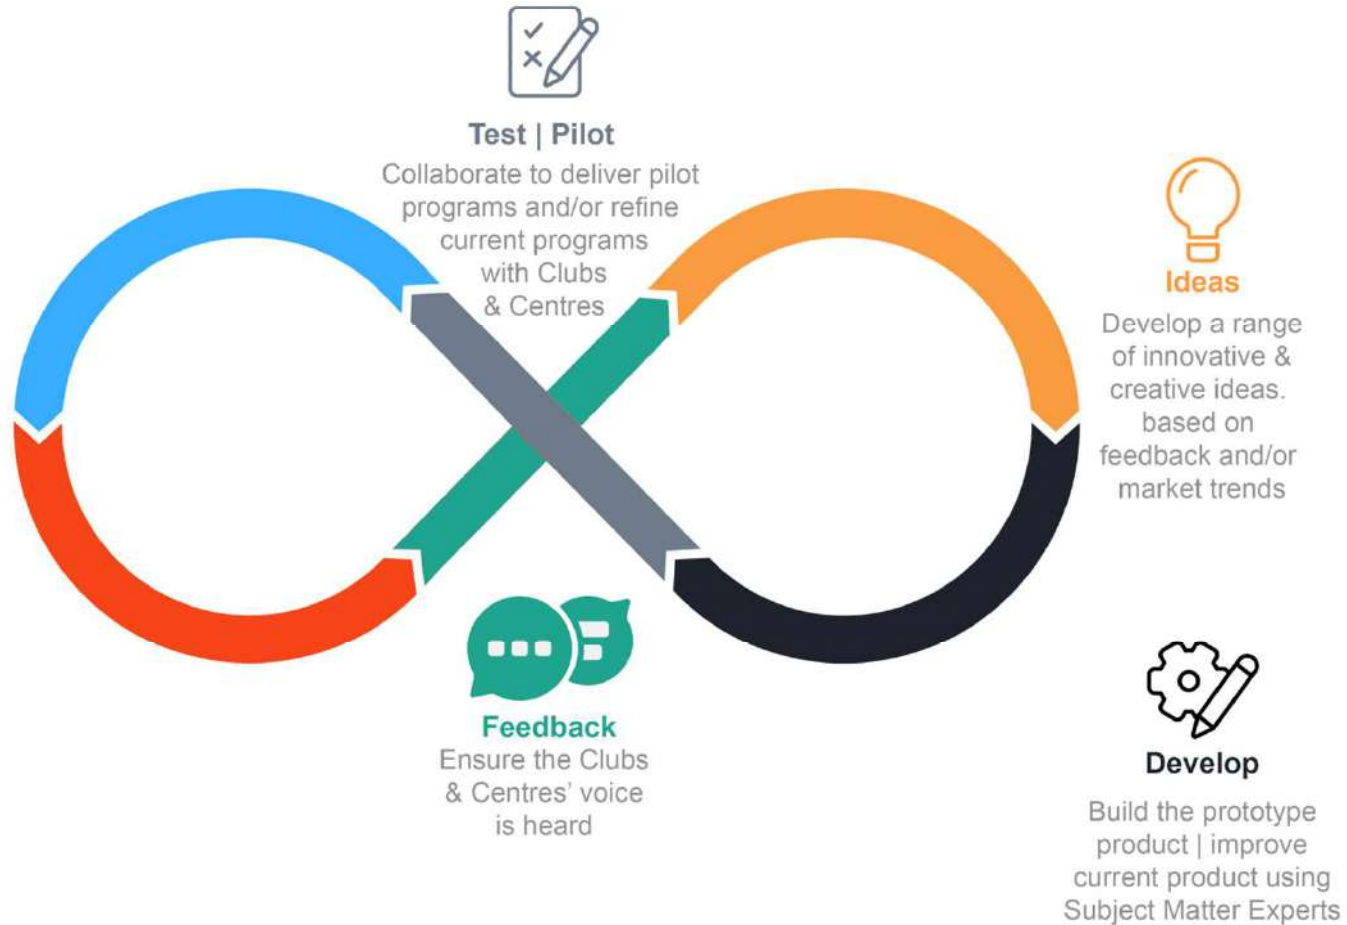 Test | Pilot
Collaborate to deliver pilot
programs and/or refine
current programs
with Clubs
& Centres
Ideas
Develop a range
of innovative &
creative ideas.
based on
feedback and/or
market trends
Feedback
Ensure the Clubs
& Centres’ voice
is heard
Develop
Build the prototype
product | improve
current product using
Subject Matter Experts